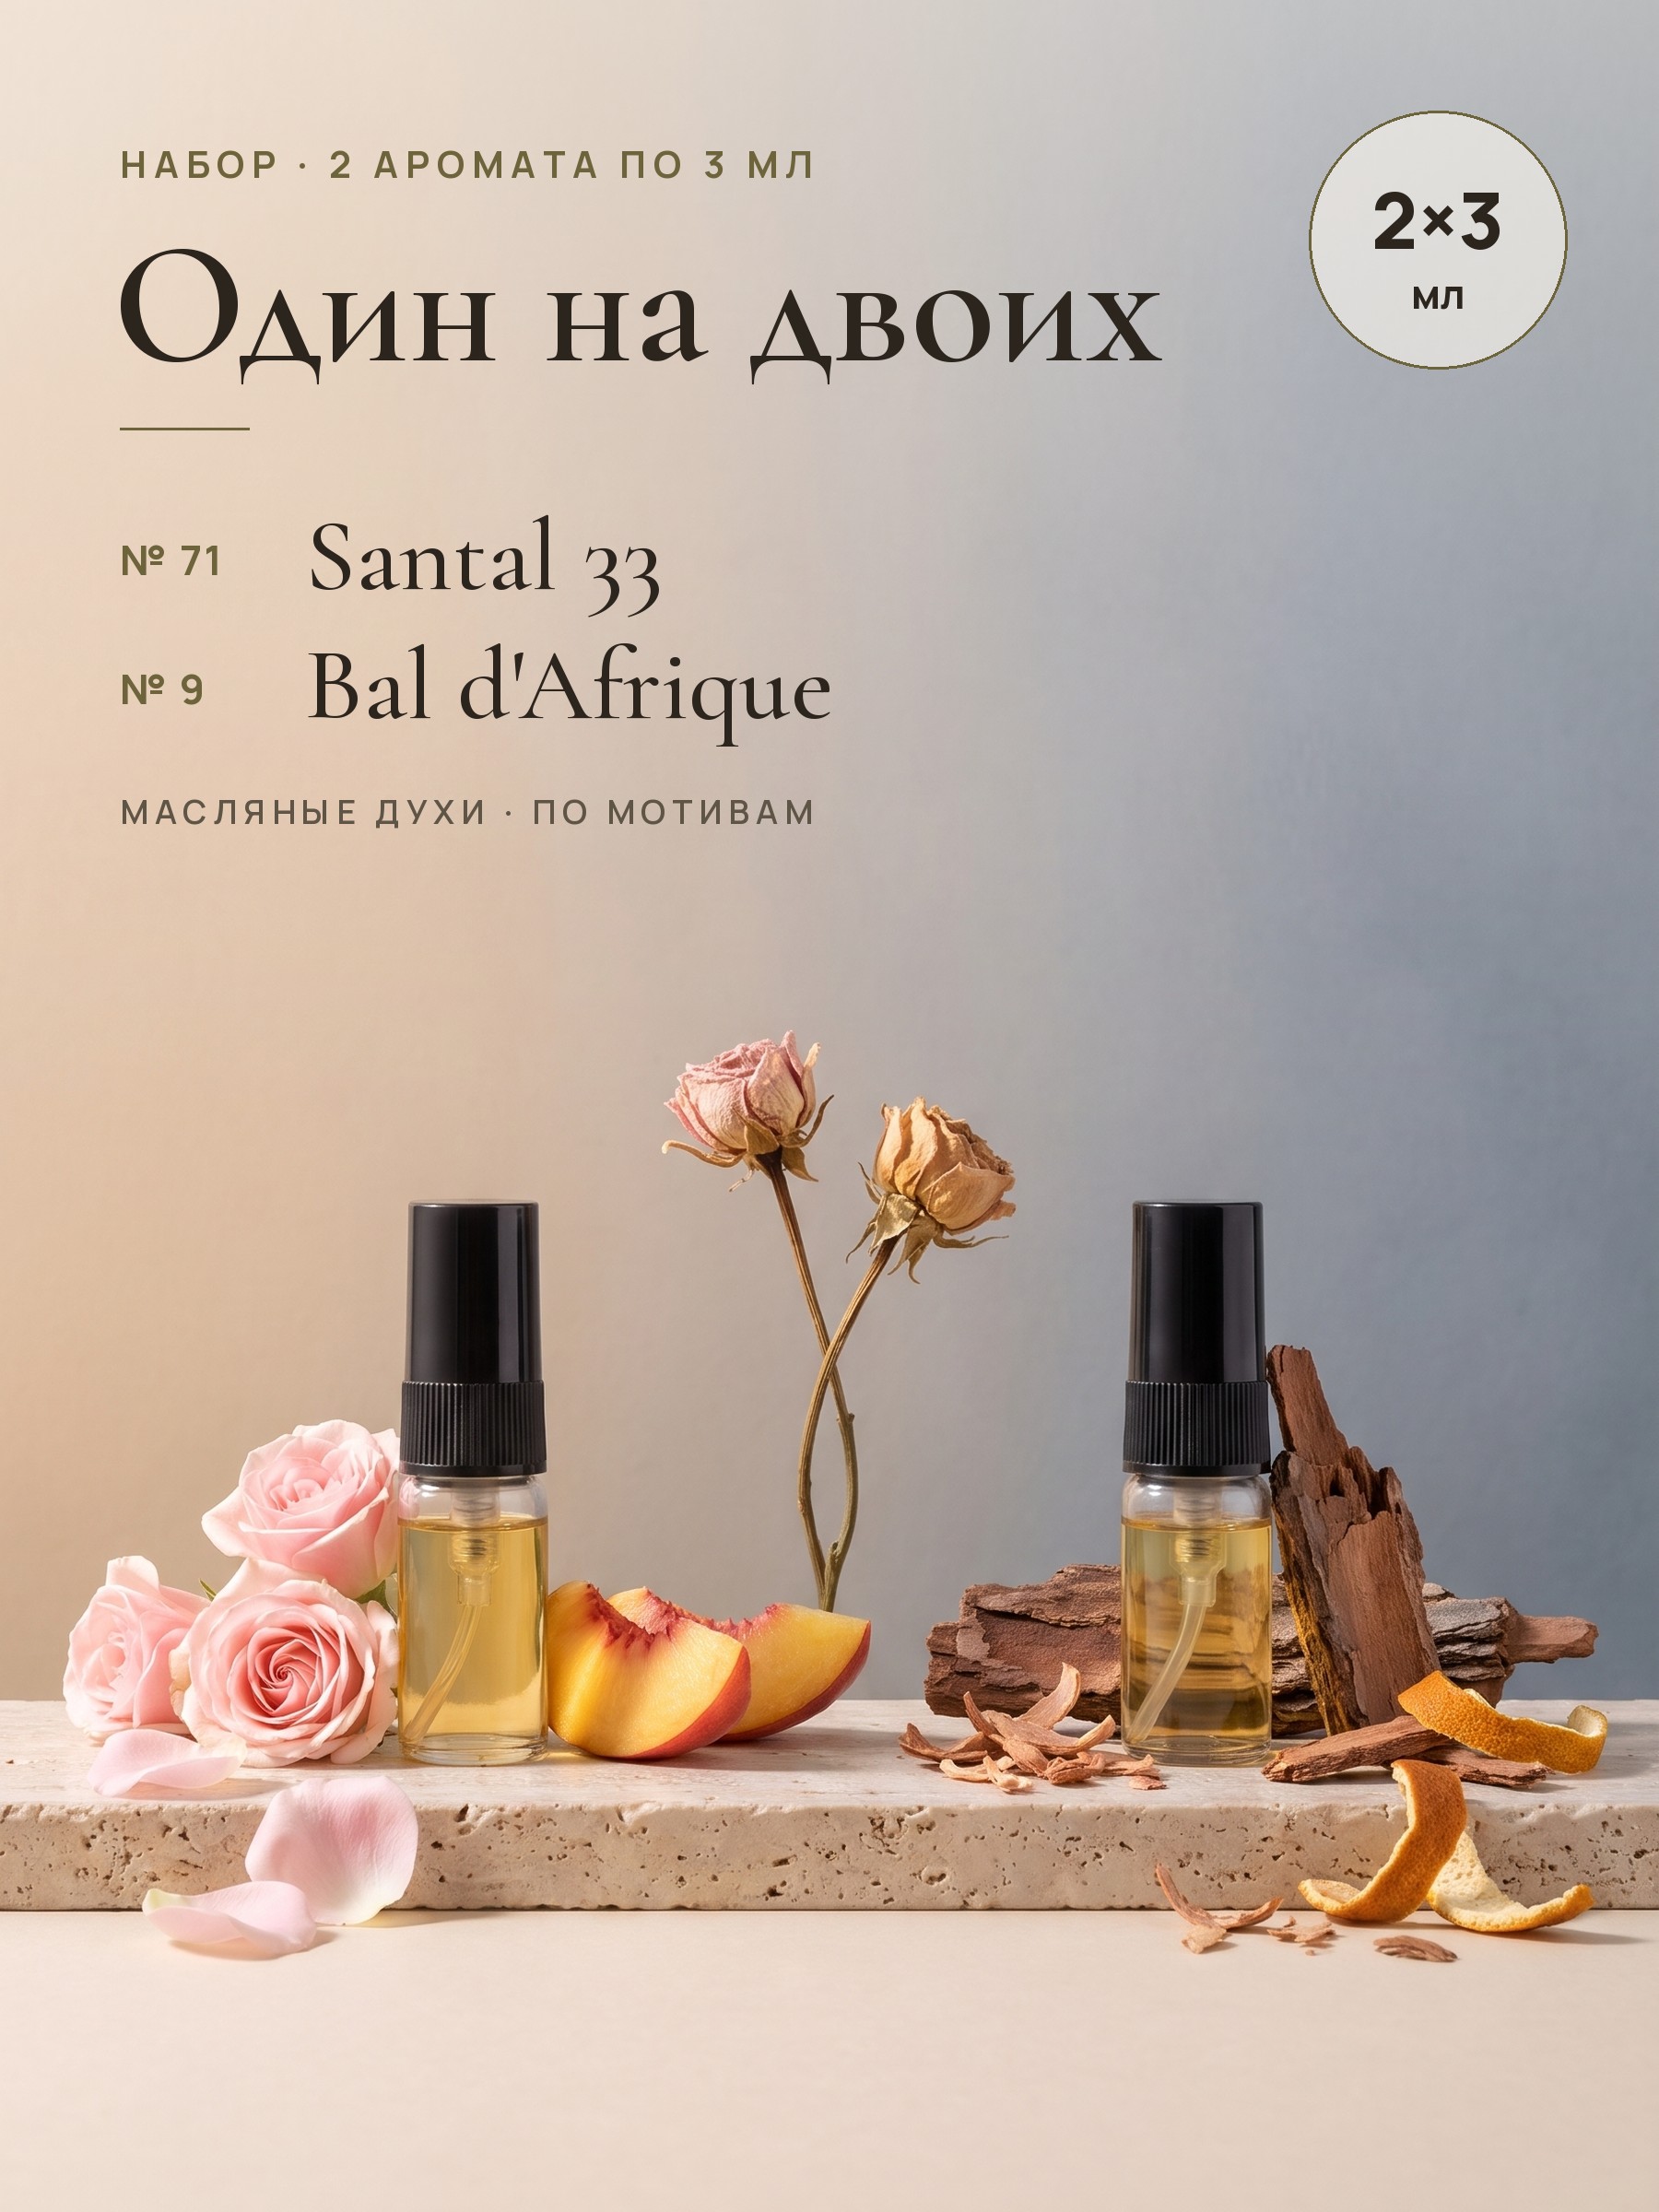 НАБОР · 2 АРОМАТА ПО 3 МЛ
2×3
мл
Один на двоих
№ 71 Santal 33
№ 9 Bal d'Afrique
МАСЛЯНЫЕ ДУХИ · ПО МОТИВАМ